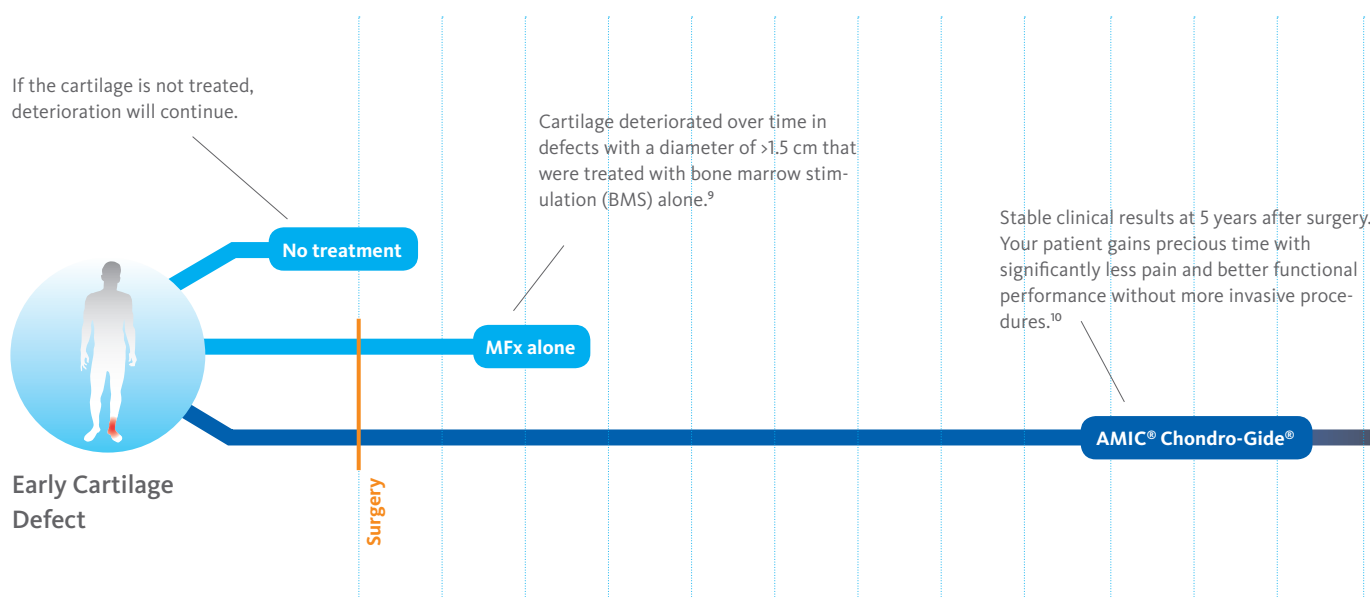 If the cartilage is not treated,
deterioration will continue.
Cartilage deteriorated over time in
defects with a diameter of >1.5 cm that
were treated with bone marrow stim-
ulation (BMS) alone.⁹
Stable clinical results at 5 years after surgery.
Your patient gains precious time with
significantly less pain and better functional
performance without more invasive proce-
dures.¹⁰
No treatment
MFx alone
AMIC® Chondro-Gide®
Early Cartilage
Defect
Surgery